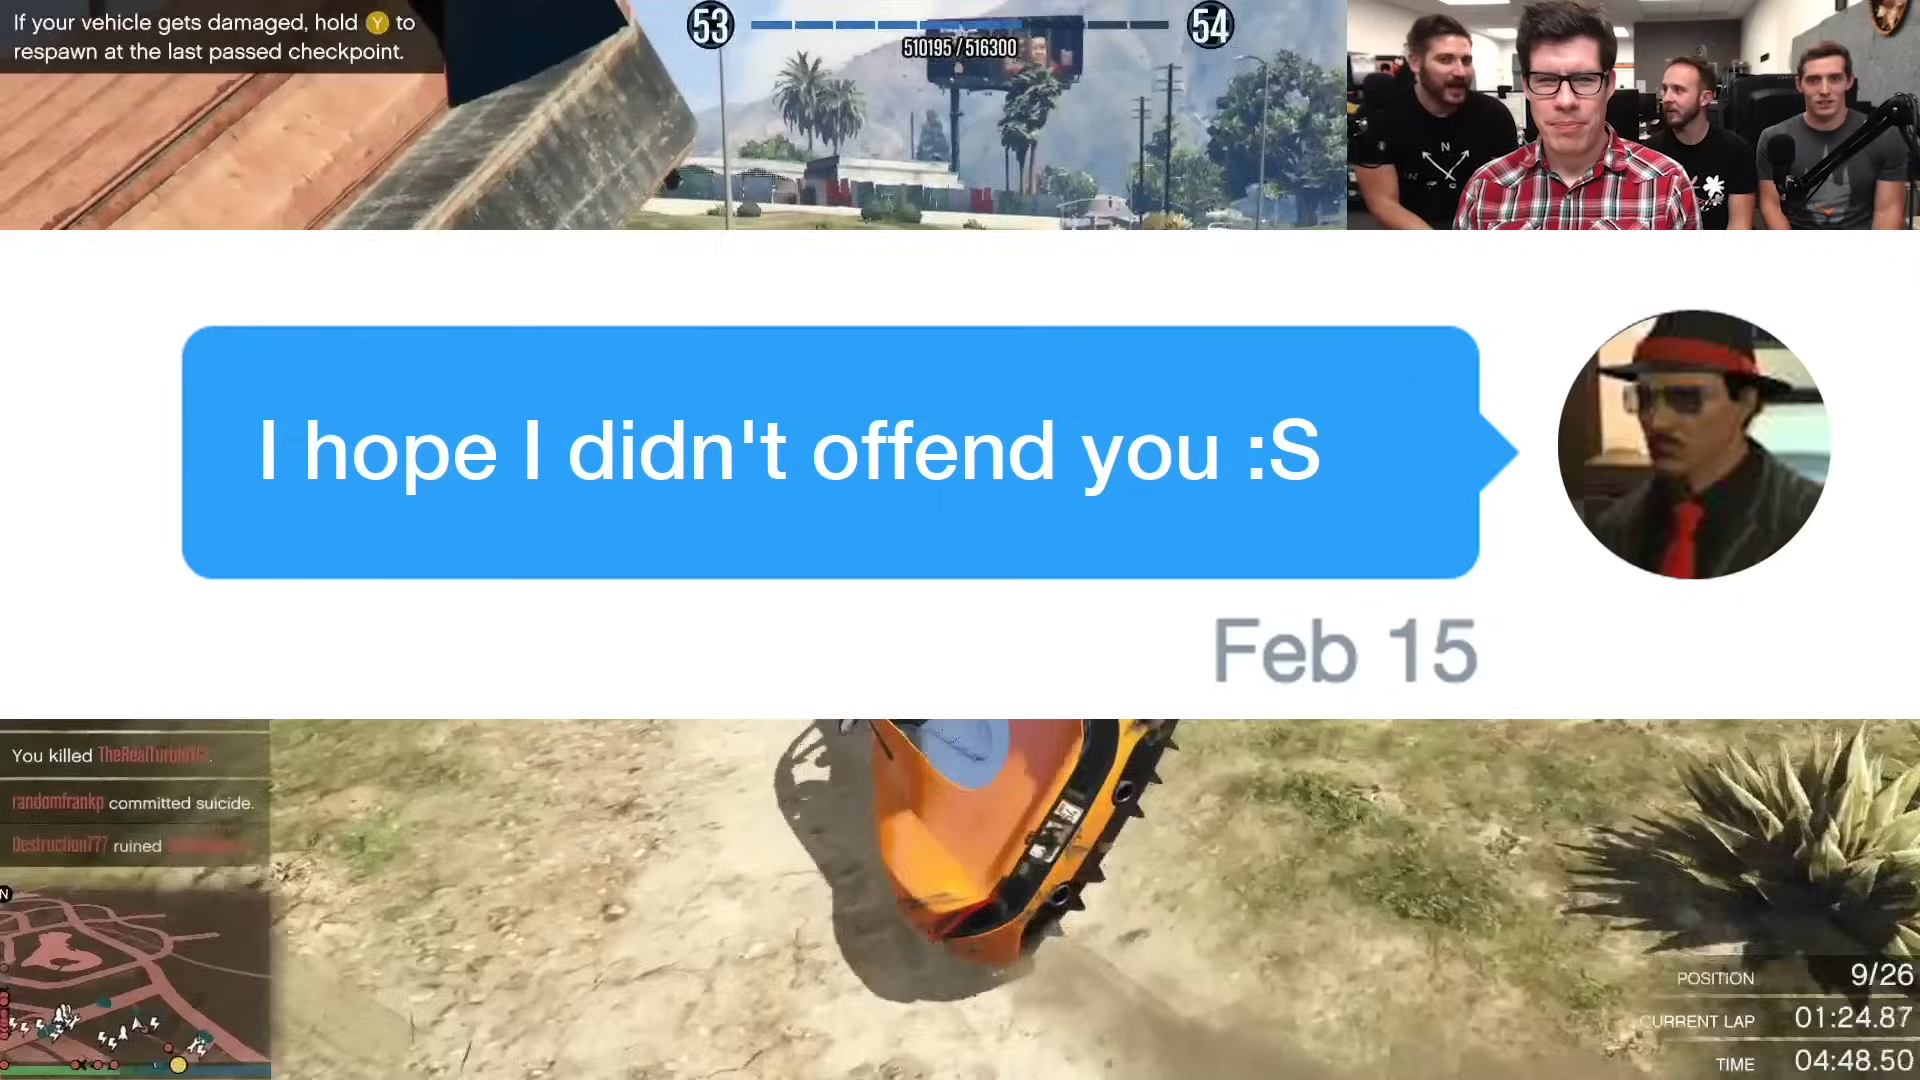 If your vehicle gets damaged, hold Y to
respawn at the last passed checkpoint.
53
510195 / 516300
54
N
I hope I didn't offend you :S
Feb 15
You killed
randomfrankp committed suicide.
Destruction777 ruined
N
POSITION 9/26
CURRENT LAP 01:24.87
TIME 04:48.50